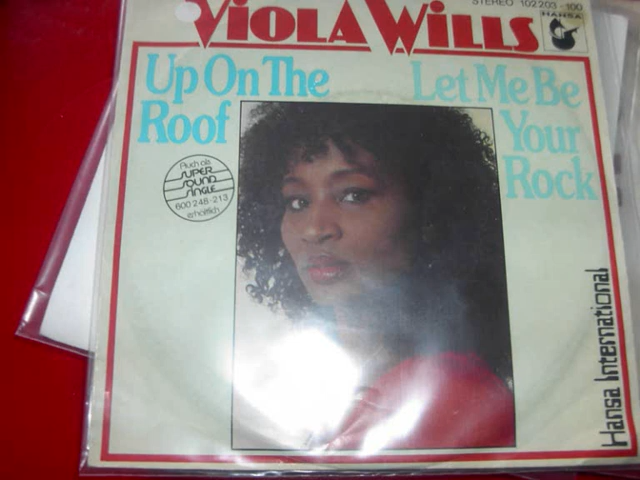 STEREO 102 203 - 100
VIOLA WILLS
HANSA
Up On The
Roof
Let Me Be
Your
Rock
Auch als
SUPER
SOUND
SINGLE
600 248-213
erhältlich
Hansa International